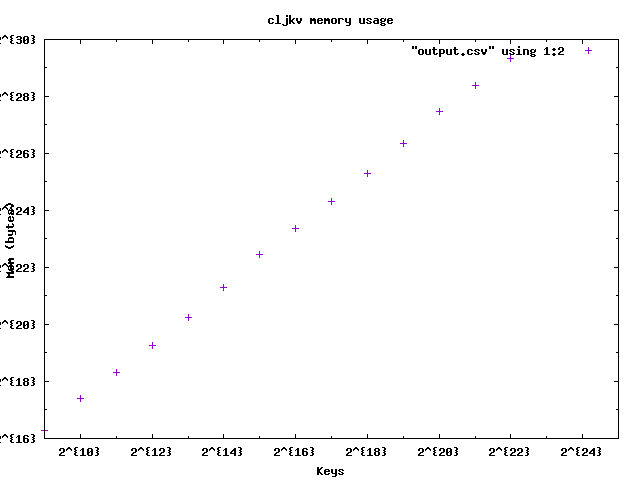 cljkv memory usage
2^{30}
"output.csv" using 1:2
2^{28}
2^{26}
2^{24}
Mem (bytes)
2^{22}
2^{20}
2^{18}
2^{16}
2^{10} 2^{12} 2^{14} 2^{16} 2^{18} 2^{20} 2^{22} 2^{24}
Keys